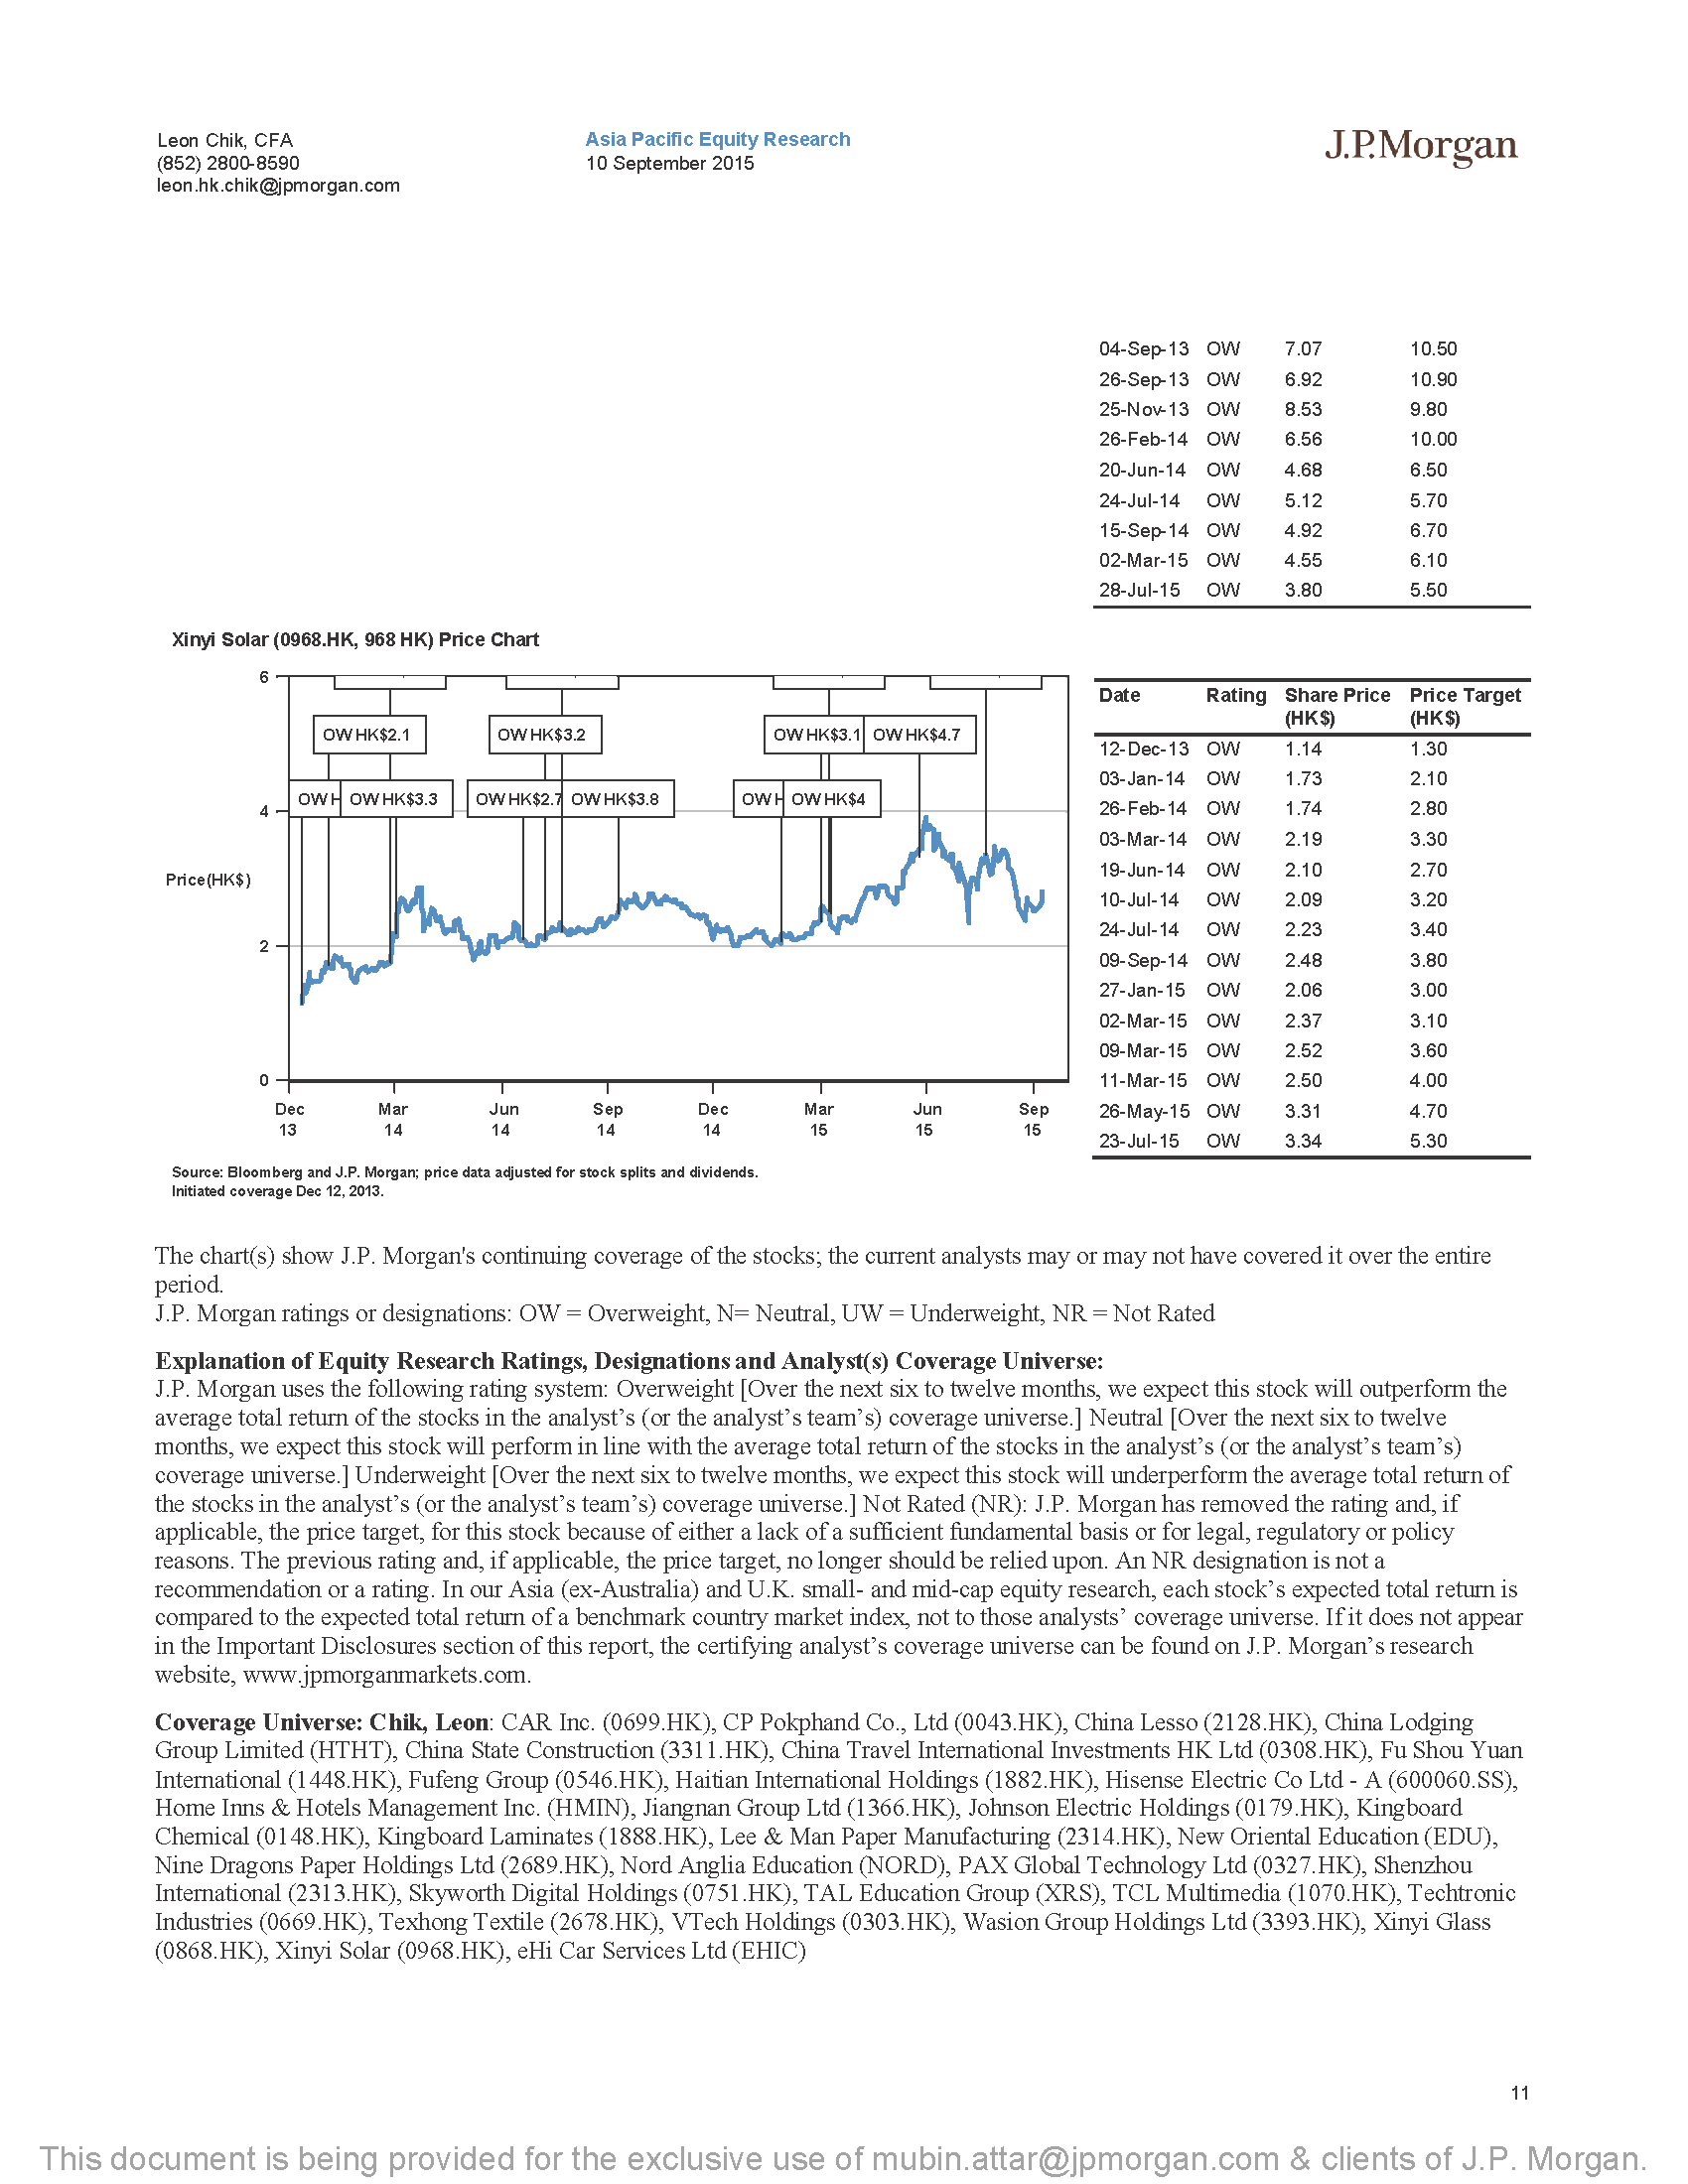 Leon Chik, CFA
(852) 2800-8590
leon.hk.chik@jpmorgan.com
Asia Pacific Equity Research
10 September 2015
J.P.Morgan
04-Sep-13 OW 7.07 10.50
26-Sep-13 OW 6.92 10.90
25-Nov-13 OW 8.53 9.80
26-Feb-14 OW 6.56 10.00
20-Jun-14 OW 4.68 6.50
24-Jul-14 OW 5.12 5.70
15-Sep-14 OW 4.92 6.70
02-Mar-15 OW 4.55 6.10
28-Jul-15 OW 3.80 5.50
Xinyi Solar (0968.HK, 968 HK) Price Chart
6
OW HK$2.1 OW HK$3.2 OW HK$3.1 OW HK$4.7
OW OW HK$3.3 OW HK$2.7 OW HK$3.8 OW OW HK$4
4
Price(HK$)
2
0
Dec Mar Jun Sep Dec Mar Jun Sep
13 14 14 14 14 15 15 15
Source: Bloomberg and J.P. Morgan; price data adjusted for stock splits and dividends.
Initiated coverage Dec 12, 2013.
Date Rating Share Price Price Target
(HK$) (HK$)
12-Dec-13 OW 1.14 1.30
03-Jan-14 OW 1.73 2.10
26-Feb-14 OW 1.74 2.80
03-Mar-14 OW 2.19 3.30
19-Jun-14 OW 2.10 2.70
10-Jul-14 OW 2.09 3.20
24-Jul-14 OW 2.23 3.40
09-Sep-14 OW 2.48 3.80
27-Jan-15 OW 2.06 3.00
02-Mar-15 OW 2.37 3.10
09-Mar-15 OW 2.52 3.60
11-Mar-15 OW 2.50 4.00
26-May-15 OW 3.31 4.70
23-Jul-15 OW 3.34 5.30
The chart(s) show J.P. Morgan's continuing coverage of the stocks; the current analysts may or may not have covered it over the entire
period.
J.P. Morgan ratings or designations: OW = Overweight, N= Neutral, UW = Underweight, NR = Not Rated
Explanation of Equity Research Ratings, Designations and Analyst(s) Coverage Universe:
J.P. Morgan uses the following rating system: Overweight [Over the next six to twelve months, we expect this stock will outperform the
average total return of the stocks in the analyst’s (or the analyst’s team’s) coverage universe.] Neutral [Over the next six to twelve
months, we expect this stock will perform in line with the average total return of the stocks in the analyst’s (or the analyst’s team’s)
coverage universe.] Underweight [Over the next six to twelve months, we expect this stock will underperform the average total return of
the stocks in the analyst’s (or the analyst’s team’s) coverage universe.] Not Rated (NR): J.P. Morgan has removed the rating and, if
applicable, the price target, for this stock because of either a lack of a sufficient fundamental basis or for legal, regulatory or policy
reasons. The previous rating and, if applicable, the price target, no longer should be relied upon. An NR designation is not a
recommendation or a rating. In our Asia (ex-Australia) and U.K. small- and mid-cap equity research, each stock’s expected total return is
compared to the expected total return of a benchmark country market index, not to those analysts’ coverage universe. If it does not appear
in the Important Disclosures section of this report, the certifying analyst’s coverage universe can be found on J.P. Morgan’s research
website, www.jpmorganmarkets.com.
Coverage Universe: Chik, Leon: CAR Inc. (0699.HK), CP Pokphand Co., Ltd (0043.HK), China Lesso (2128.HK), China Lodging
Group Limited (HTHT), China State Construction (3311.HK), China Travel International Investments HK Ltd (0308.HK), Fu Shou Yuan
International (1448.HK), Fufeng Group (0546.HK), Haitian International Holdings (1882.HK), Hisense Electric Co Ltd - A (600060.SS),
Home Inns & Hotels Management Inc. (HMIN), Jiangnan Group Ltd (1366.HK), Johnson Electric Holdings (0179.HK), Kingboard
Chemical (0148.HK), Kingboard Laminates (1888.HK), Lee & Man Paper Manufacturing (2314.HK), New Oriental Education (EDU),
Nine Dragons Paper Holdings Ltd (2689.HK), Nord Anglia Education (NORD), PAX Global Technology Ltd (0327.HK), Shenzhou
International (2313.HK), Skyworth Digital Holdings (0751.HK), TAL Education Group (XRS), TCL Multimedia (1070.HK), Techtronic
Industries (0669.HK), Texhong Textile (2678.HK), VTech Holdings (0303.HK), Wasion Group Holdings Ltd (3393.HK), Xinyi Glass
(0868.HK), Xinyi Solar (0968.HK), eHi Car Services Ltd (EHIC)
11
This document is being provided for the exclusive use of mubin.attar@jpmorgan.com & clients of J.P. Morgan.